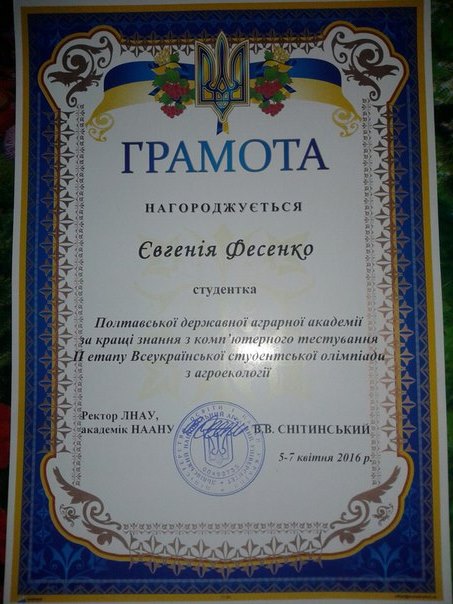 ГРАМОТА
НАГОРОДЖУЄТЬСЯ
Євгенія Фесенко
студентка
Полтавської державної аграрної академії
за кращі знання з комп’ютерного тестування
ІІ етапу Всеукраїнської студентської олімпіади
з агроекології
Ректор ЛНАУ,
академік НААНУ В.В. СНІТИНСЬКИЙ
5-7 квітня 2016 р.